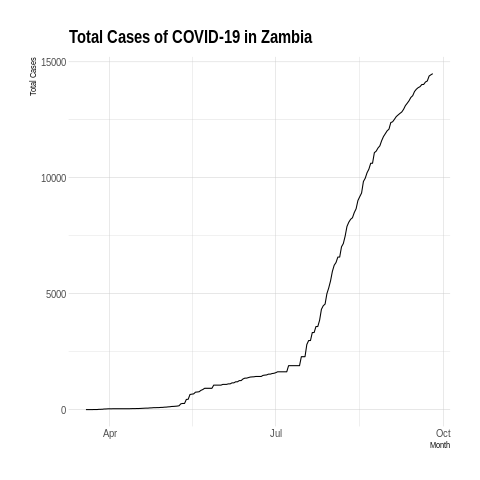 Total Cases of COVID-19 in Zambia
Total Cases
15000
10000
5000
0
Apr
Jul
Oct
Month